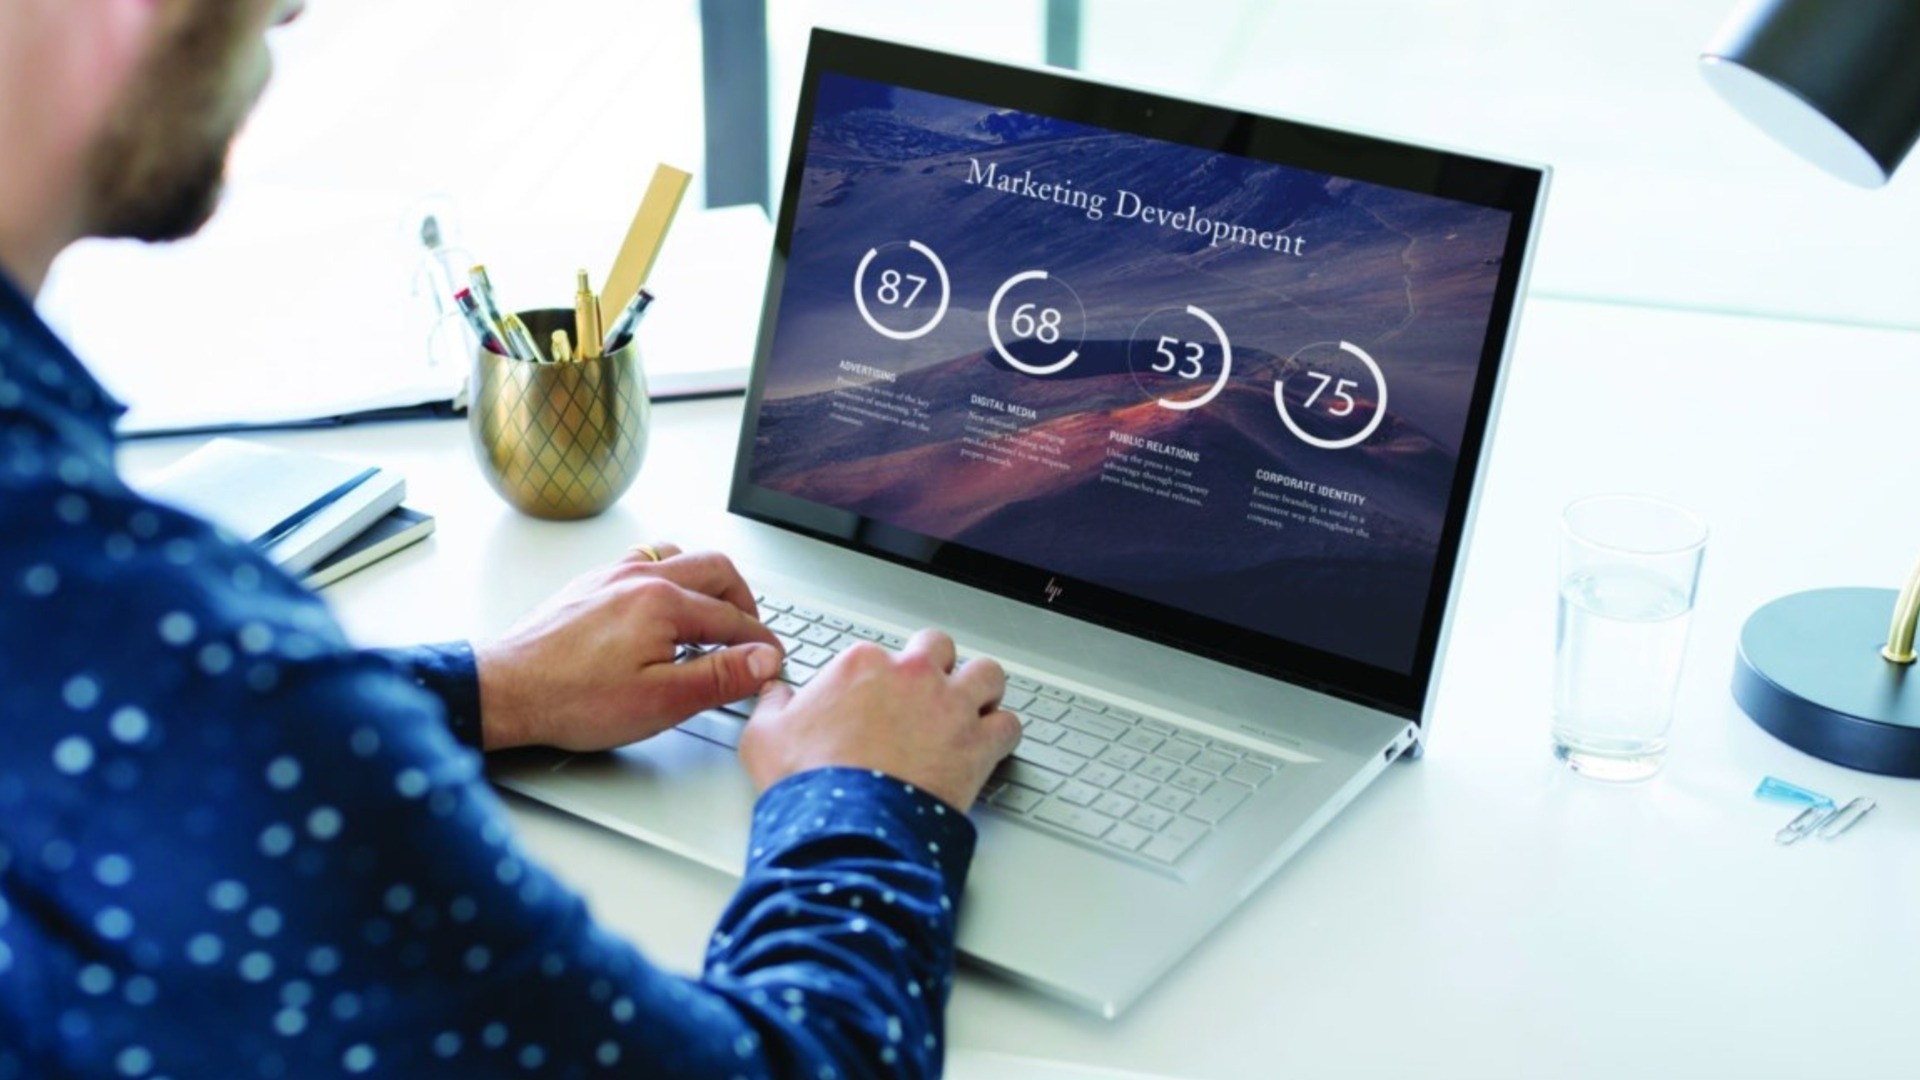 Marketing Development
87
68
53
75
ADVERTISING
Promotion is one of the key
elements of marketing. Two-
way communication with the
consumer.
DIGITAL MEDIA
New channels are emerging
constantly. Deciding which
medial channel to use requires
proper
PUBLIC RELATIONS
Using the press to your
advantage through company
press launches and releases.
CORPORATE IDENTITY
Ensure branding is used in a
consistent way throughout the
company.
hp